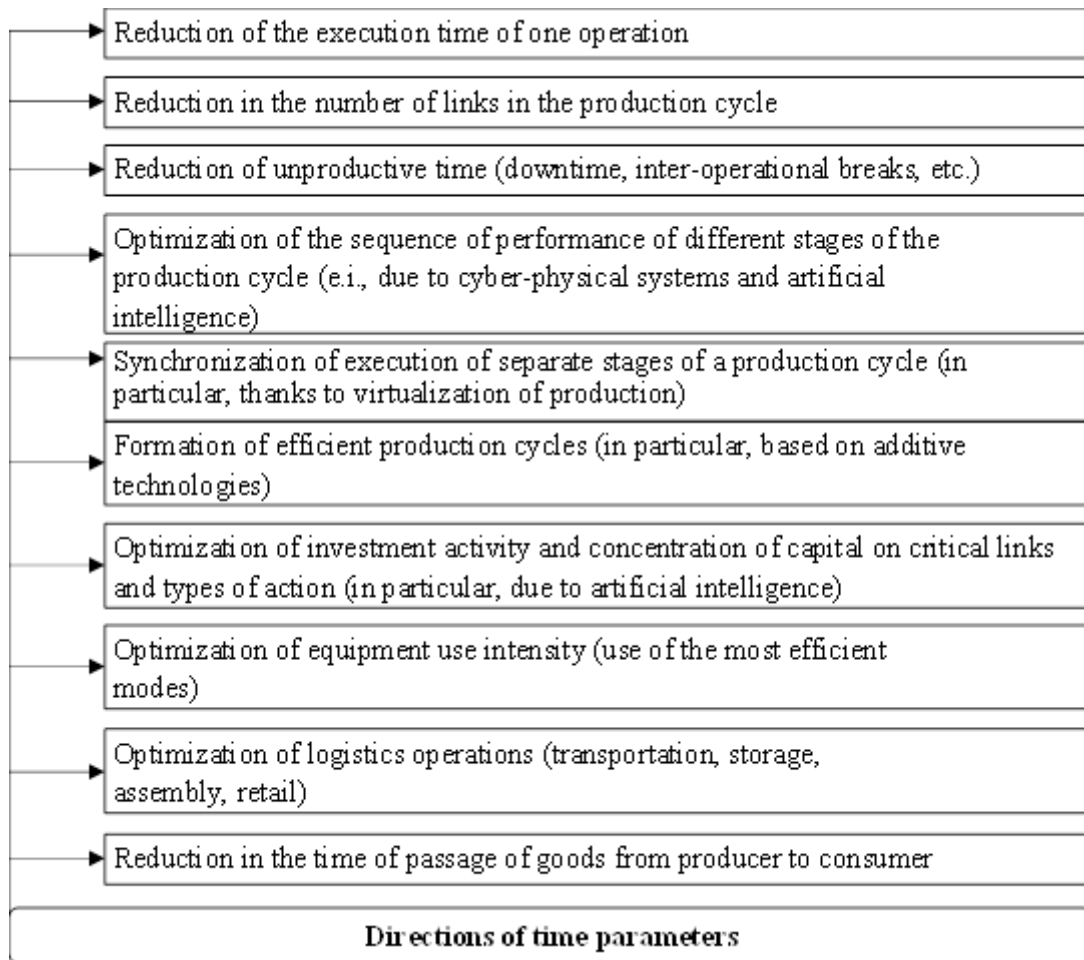 Reduction of the execution time of one operation
Reduction in the number of links in the production cycle
Reduction of unproductive time (downtime, inter-operational breaks, etc.)
Optimization of the sequence of performance of different stages of the
production cycle (e.i., due to cyber-physical systems and artificial
intelligence)
Synchronization of execution of separate stages of a production cycle (in
particular, thanks to virtualization of production)
Formation of efficient production cycles (in particular, based on additive
technologies)
Optimization of investment activity and concentration of capital on critical links
and types of action (in particular, due to artificial intelligence)
Optimization of equipment use intensity (use of the most efficient
modes)
Optimization of logistics operations (transportation, storage,
assembly, retail)
Reduction in the time of passage of goods from producer to consumer
Directions of time parameters